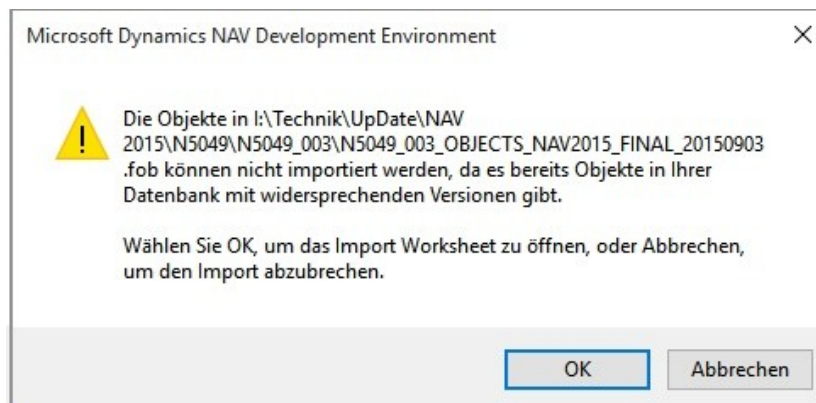 Microsoft Dynamics NAV Development Environment
Die Objekte in I:\Technik\UpDate\NAV
2015\N5049\N5049_003\N5049_003_OBJECTS_NAV2015_FINAL_20150903
.fob können nicht importiert werden, da es bereits Objekte in Ihrer
Datenbank mit widersprechenden Versionen gibt.
Wählen Sie OK, um das Import Worksheet zu öffnen, oder Abbrechen,
um den Import abzubrechen.
OK
Abbrechen